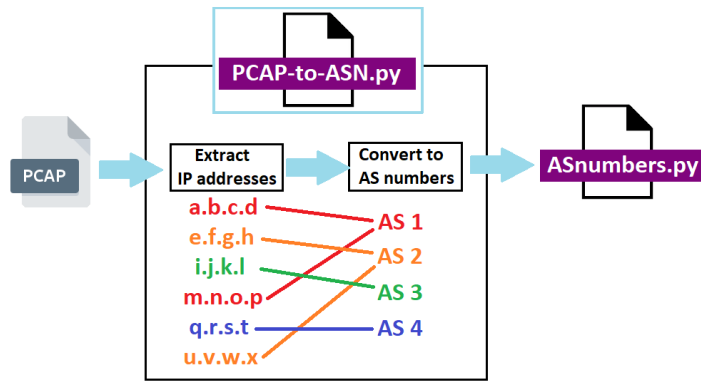 PCAP-to-ASN.py
PCAP
Extract
IP addresses
Convert to
AS numbers
ASnumbers.py
a.b.c.d
e.f.g.h
i.j.k.l
m.n.o.p
q.r.s.t
u.v.w.x
AS 1
AS 2
AS 3
AS 4